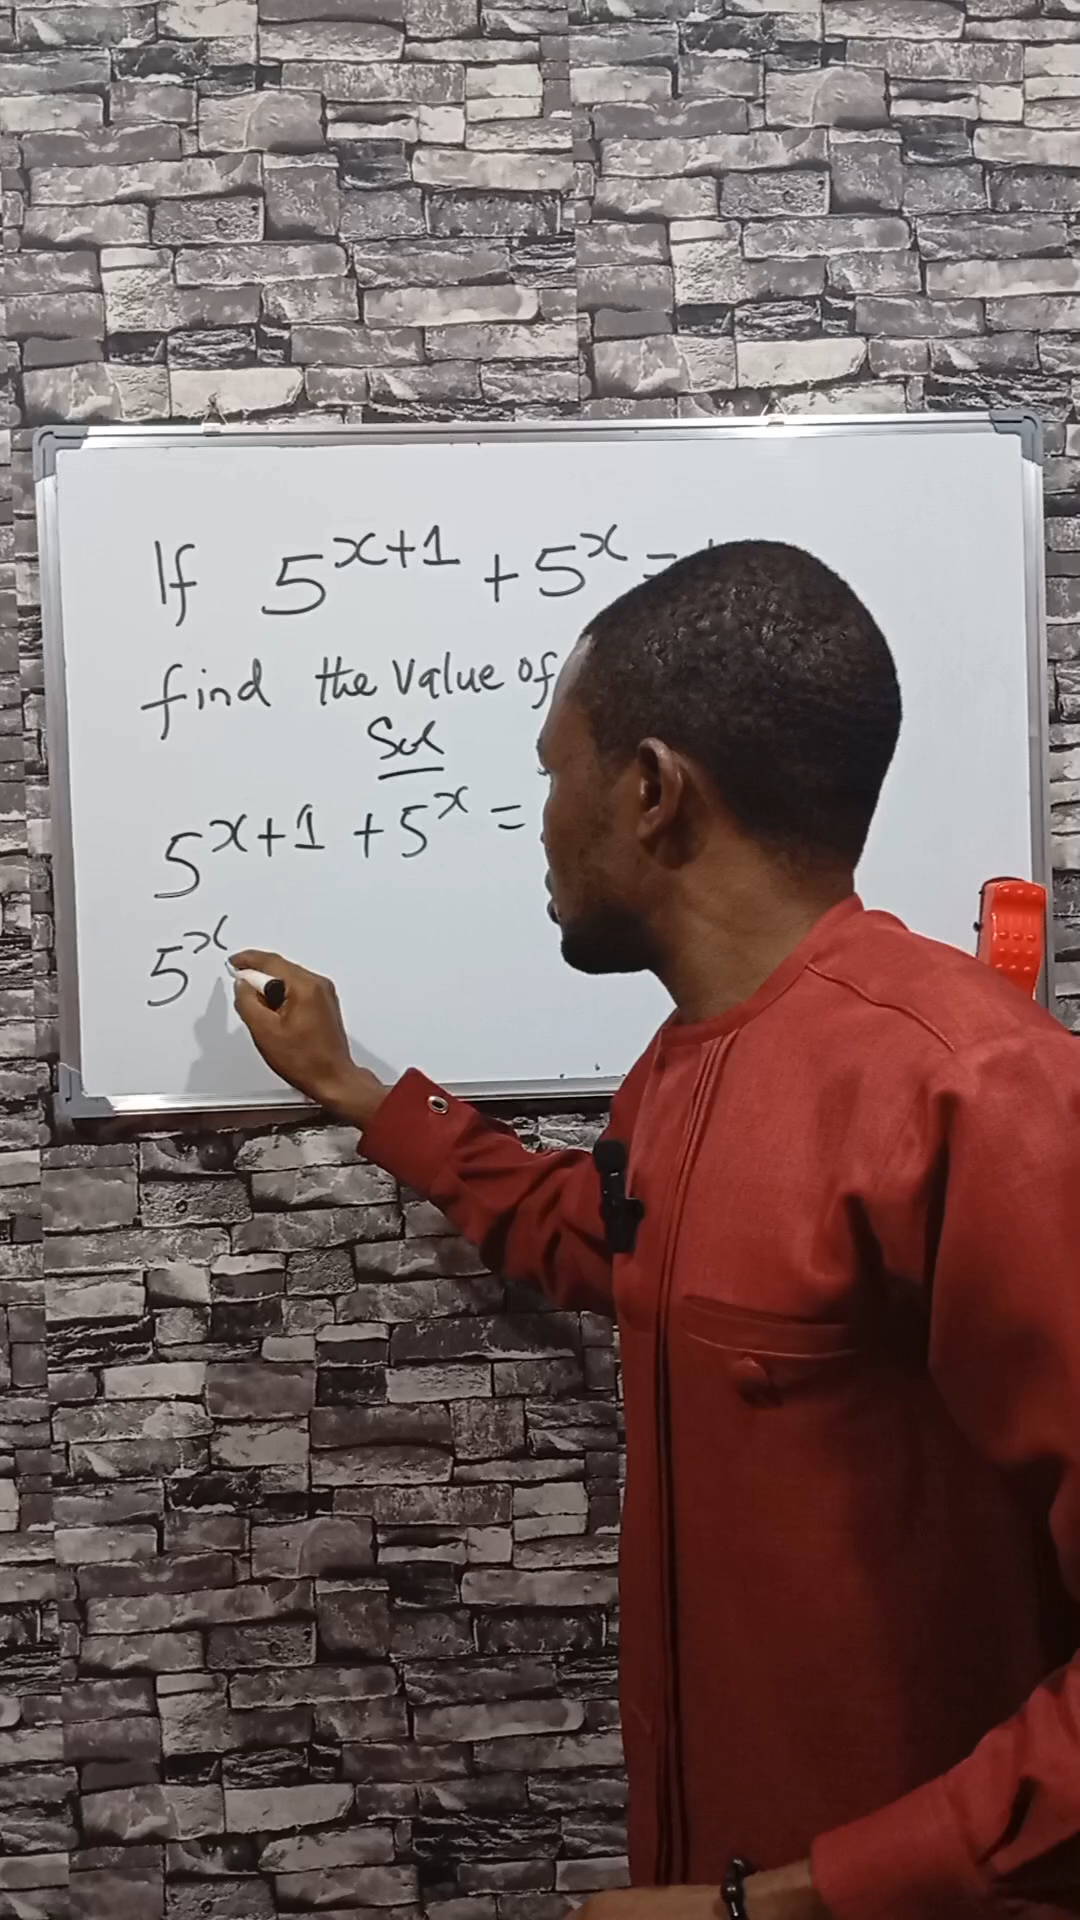 If 5^{x+1} + 5^x =
find the value of
Sol
5^{x+1} + 5^x =
5^x